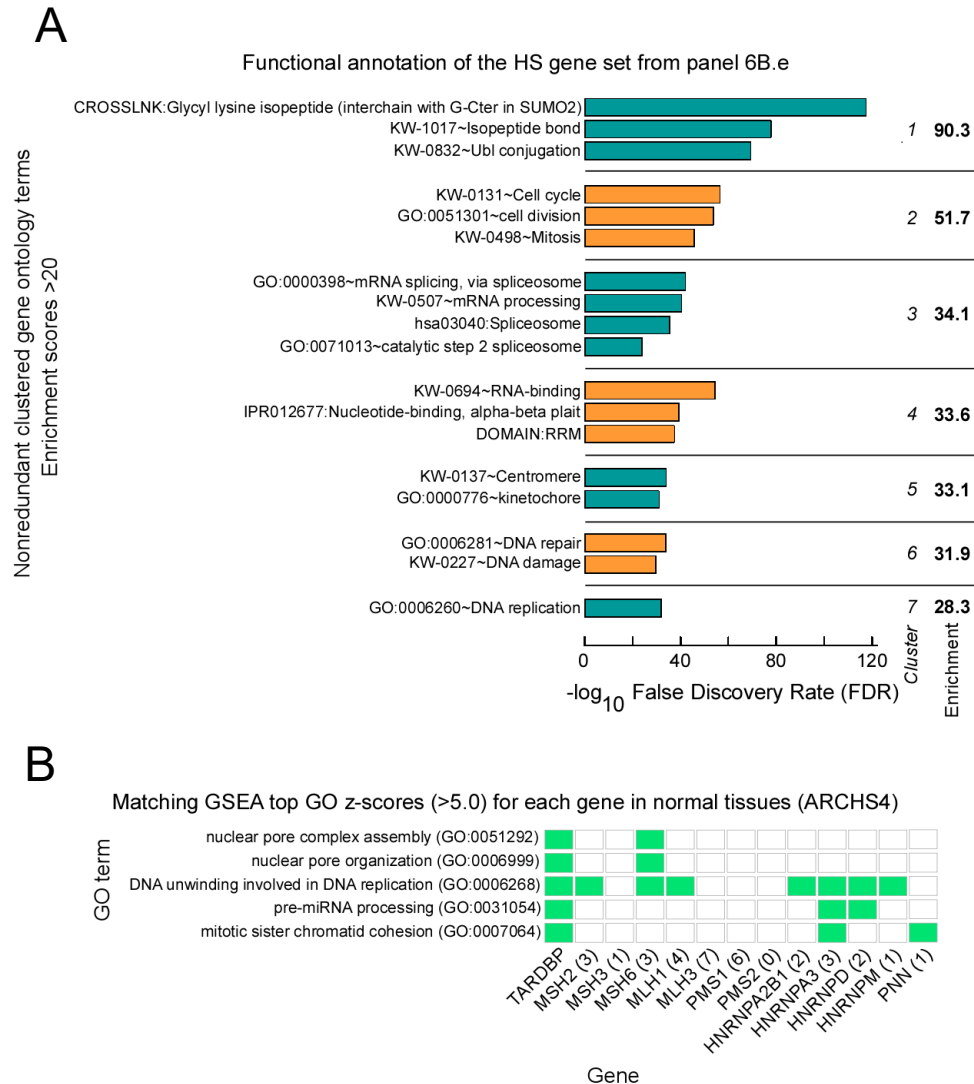 A
Functional annotation of the HS gene set from panel 6B.e
Nonredundant clustered gene ontology terms
Enrichment scores >20
CROSSLNK:Glycyl lysine isopeptide (interchain with G-Cter in SUMO2)
KW-1017~Isopeptide bond
KW-0832~Ubl conjugation
1 90.3
KW-0131~Cell cycle
GO:0051301~cell division
KW-0498~Mitosis
2 51.7
GO:0000398~mRNA splicing, via spliceosome
KW-0507~mRNA processing
hsa03040:Spliceosome
GO:0071013~catalytic step 2 spliceosome
3 34.1
KW-0694~RNA-binding
IPR012677:Nucleotide-binding, alpha-beta plait
DOMAIN:RRM
4 33.6
KW-0137~Centromere
GO:0000776~kinetochore
5 33.1
GO:0006281~DNA repair
KW-0227~DNA damage
6 31.9
GO:0006260~DNA replication
7 28.3
0 40 80 120
-log10 False Discovery Rate (FDR)
Cluster
Enrichment
B
Matching GSEA top GO z-scores (>5.0) for each gene in normal tissues (ARCHS4)
GO term
nuclear pore complex assembly (GO:0051292)
nuclear pore organization (GO:0006999)
DNA unwinding involved in DNA replication (GO:0006268)
pre-miRNA processing (GO:0031054)
mitotic sister chromatid cohesion (GO:0007064)
TARDBP
MSH2 (3)
MSH3 (1)
MSH6 (3)
MLH1 (4)
MLH3 (7)
PMS1 (6)
PMS2 (0)
HNRNPA2B1 (2)
HNRNPA3 (3)
HNRNPD (2)
HNRNPM (1)
PNN (1)
Gene